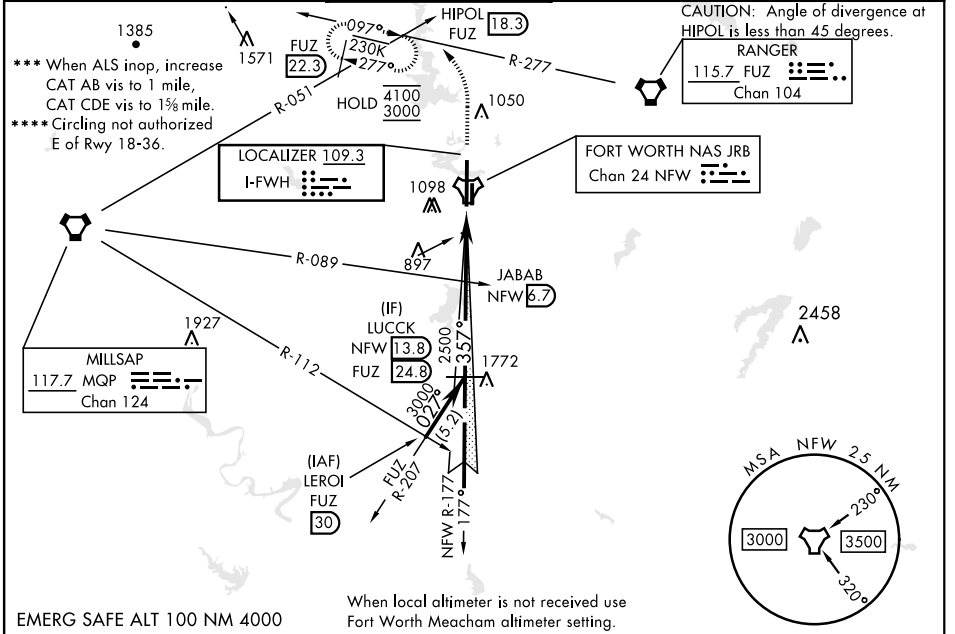 1385
1571
*** When ALS inop, increase
CAT AB vis to 1 mile,
CAT CDE vis to 1⅝ mile.
**** Circling not authorized
E of Rwy 18-36.
FUZ
22.3
097°
230K
277°
HIPOL
FUZ 18.3
R-277
CAUTION: Angle of divergence at
HIPOL is less than 45 degrees.
RANGER
115.7 FUZ
Chan 104
R-051
HOLD 4100
3000
1050
LOCALIZER 109.3
I-FWH
FORT WORTH NAS JRB
Chan 24 NFW
1098
897
R-089
JABAB
NFW 6.7
(IF)
LUCCK
NFW 13.8
FUZ 24.8
2500
357°
1772
2458
1927
R-112
MILLSAP
117.7 MQP
Chan 124
3000
027°
(5.2)
(IAF)
LEROI
FUZ
30
FUZ
R-207
NFW R-177
177°
MSA NFW 25 NM
230°
3000
3500
320°
EMERG SAFE ALT 100 NM 4000
When local altimeter is not received use
Fort Worth Meacham altimeter setting.